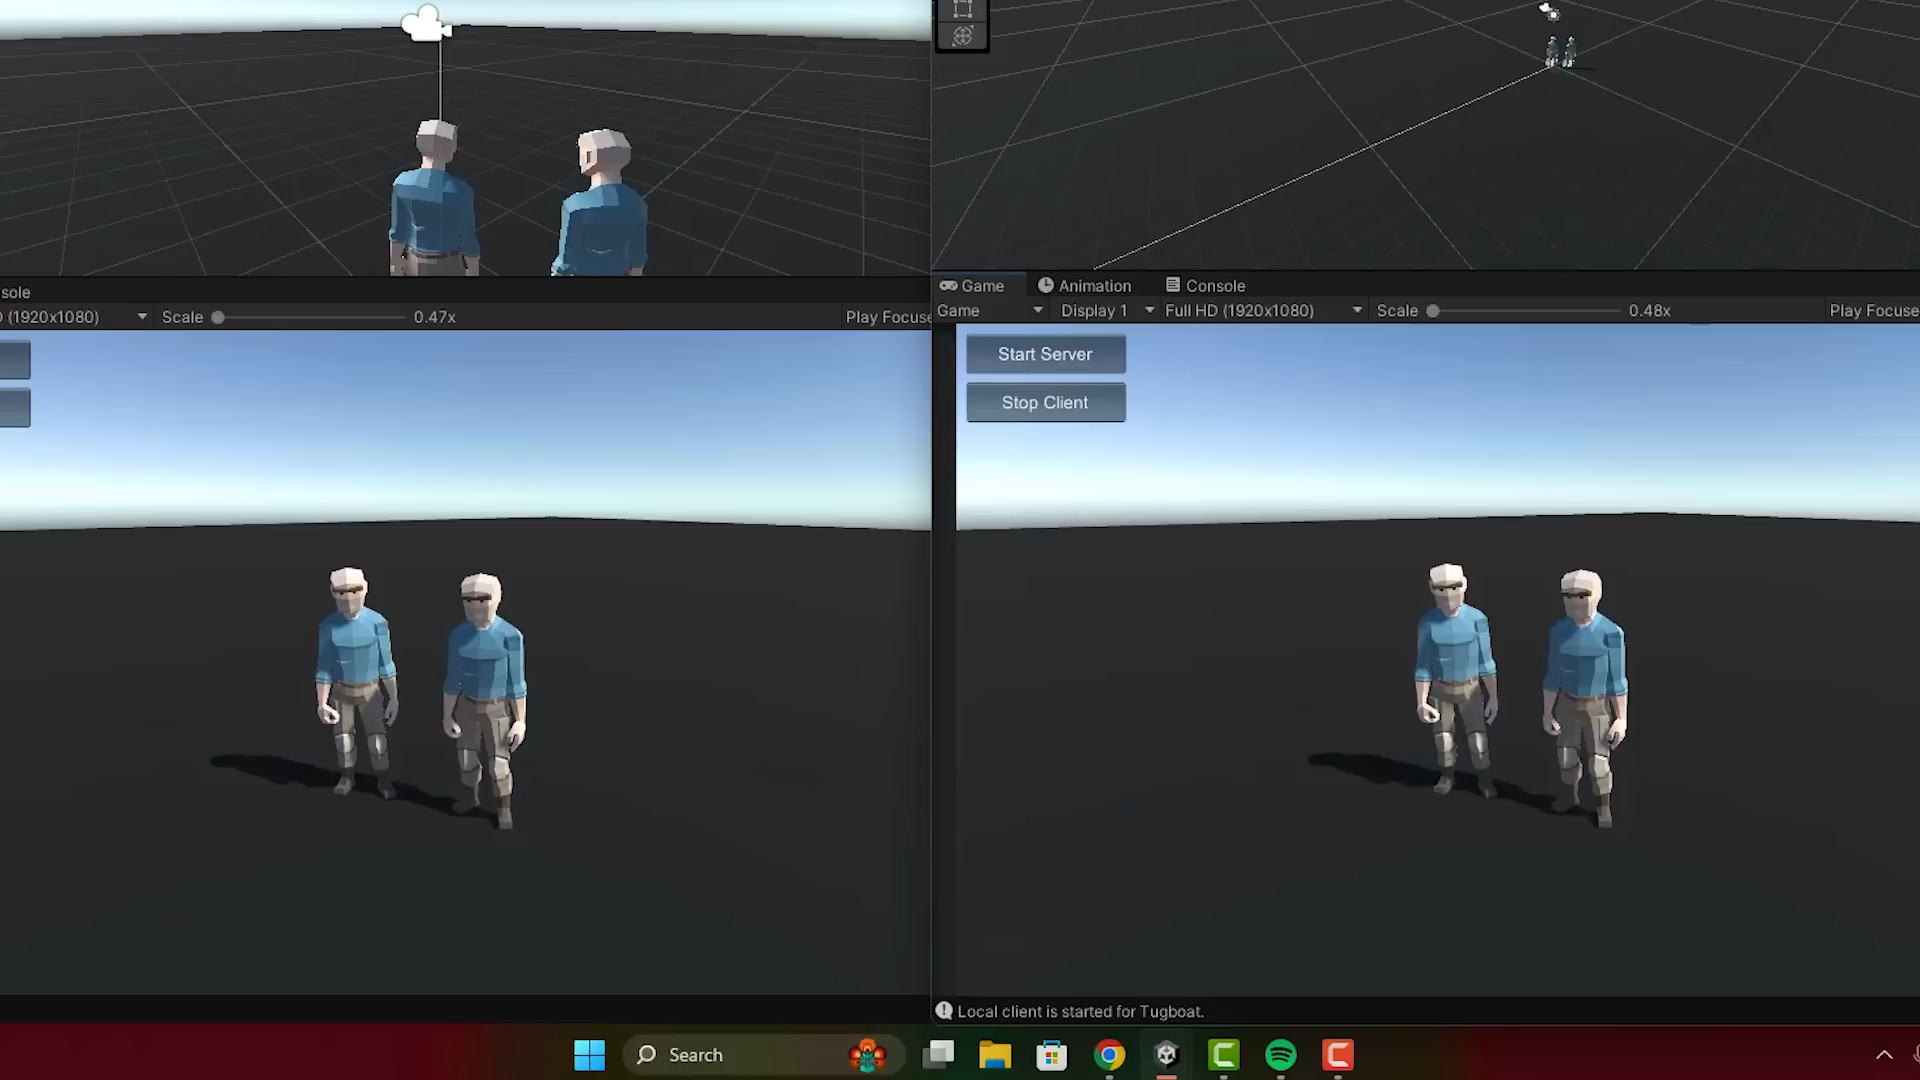 sole
(1920x1080)
Scale
0.47x
Play Focuse
Game
Animation
Console
Game
Display 1
Full HD (1920x1080)
Scale
0.48x
Play Focuse
Start Server
Stop Client
Local client is started for Tugboat.
Search